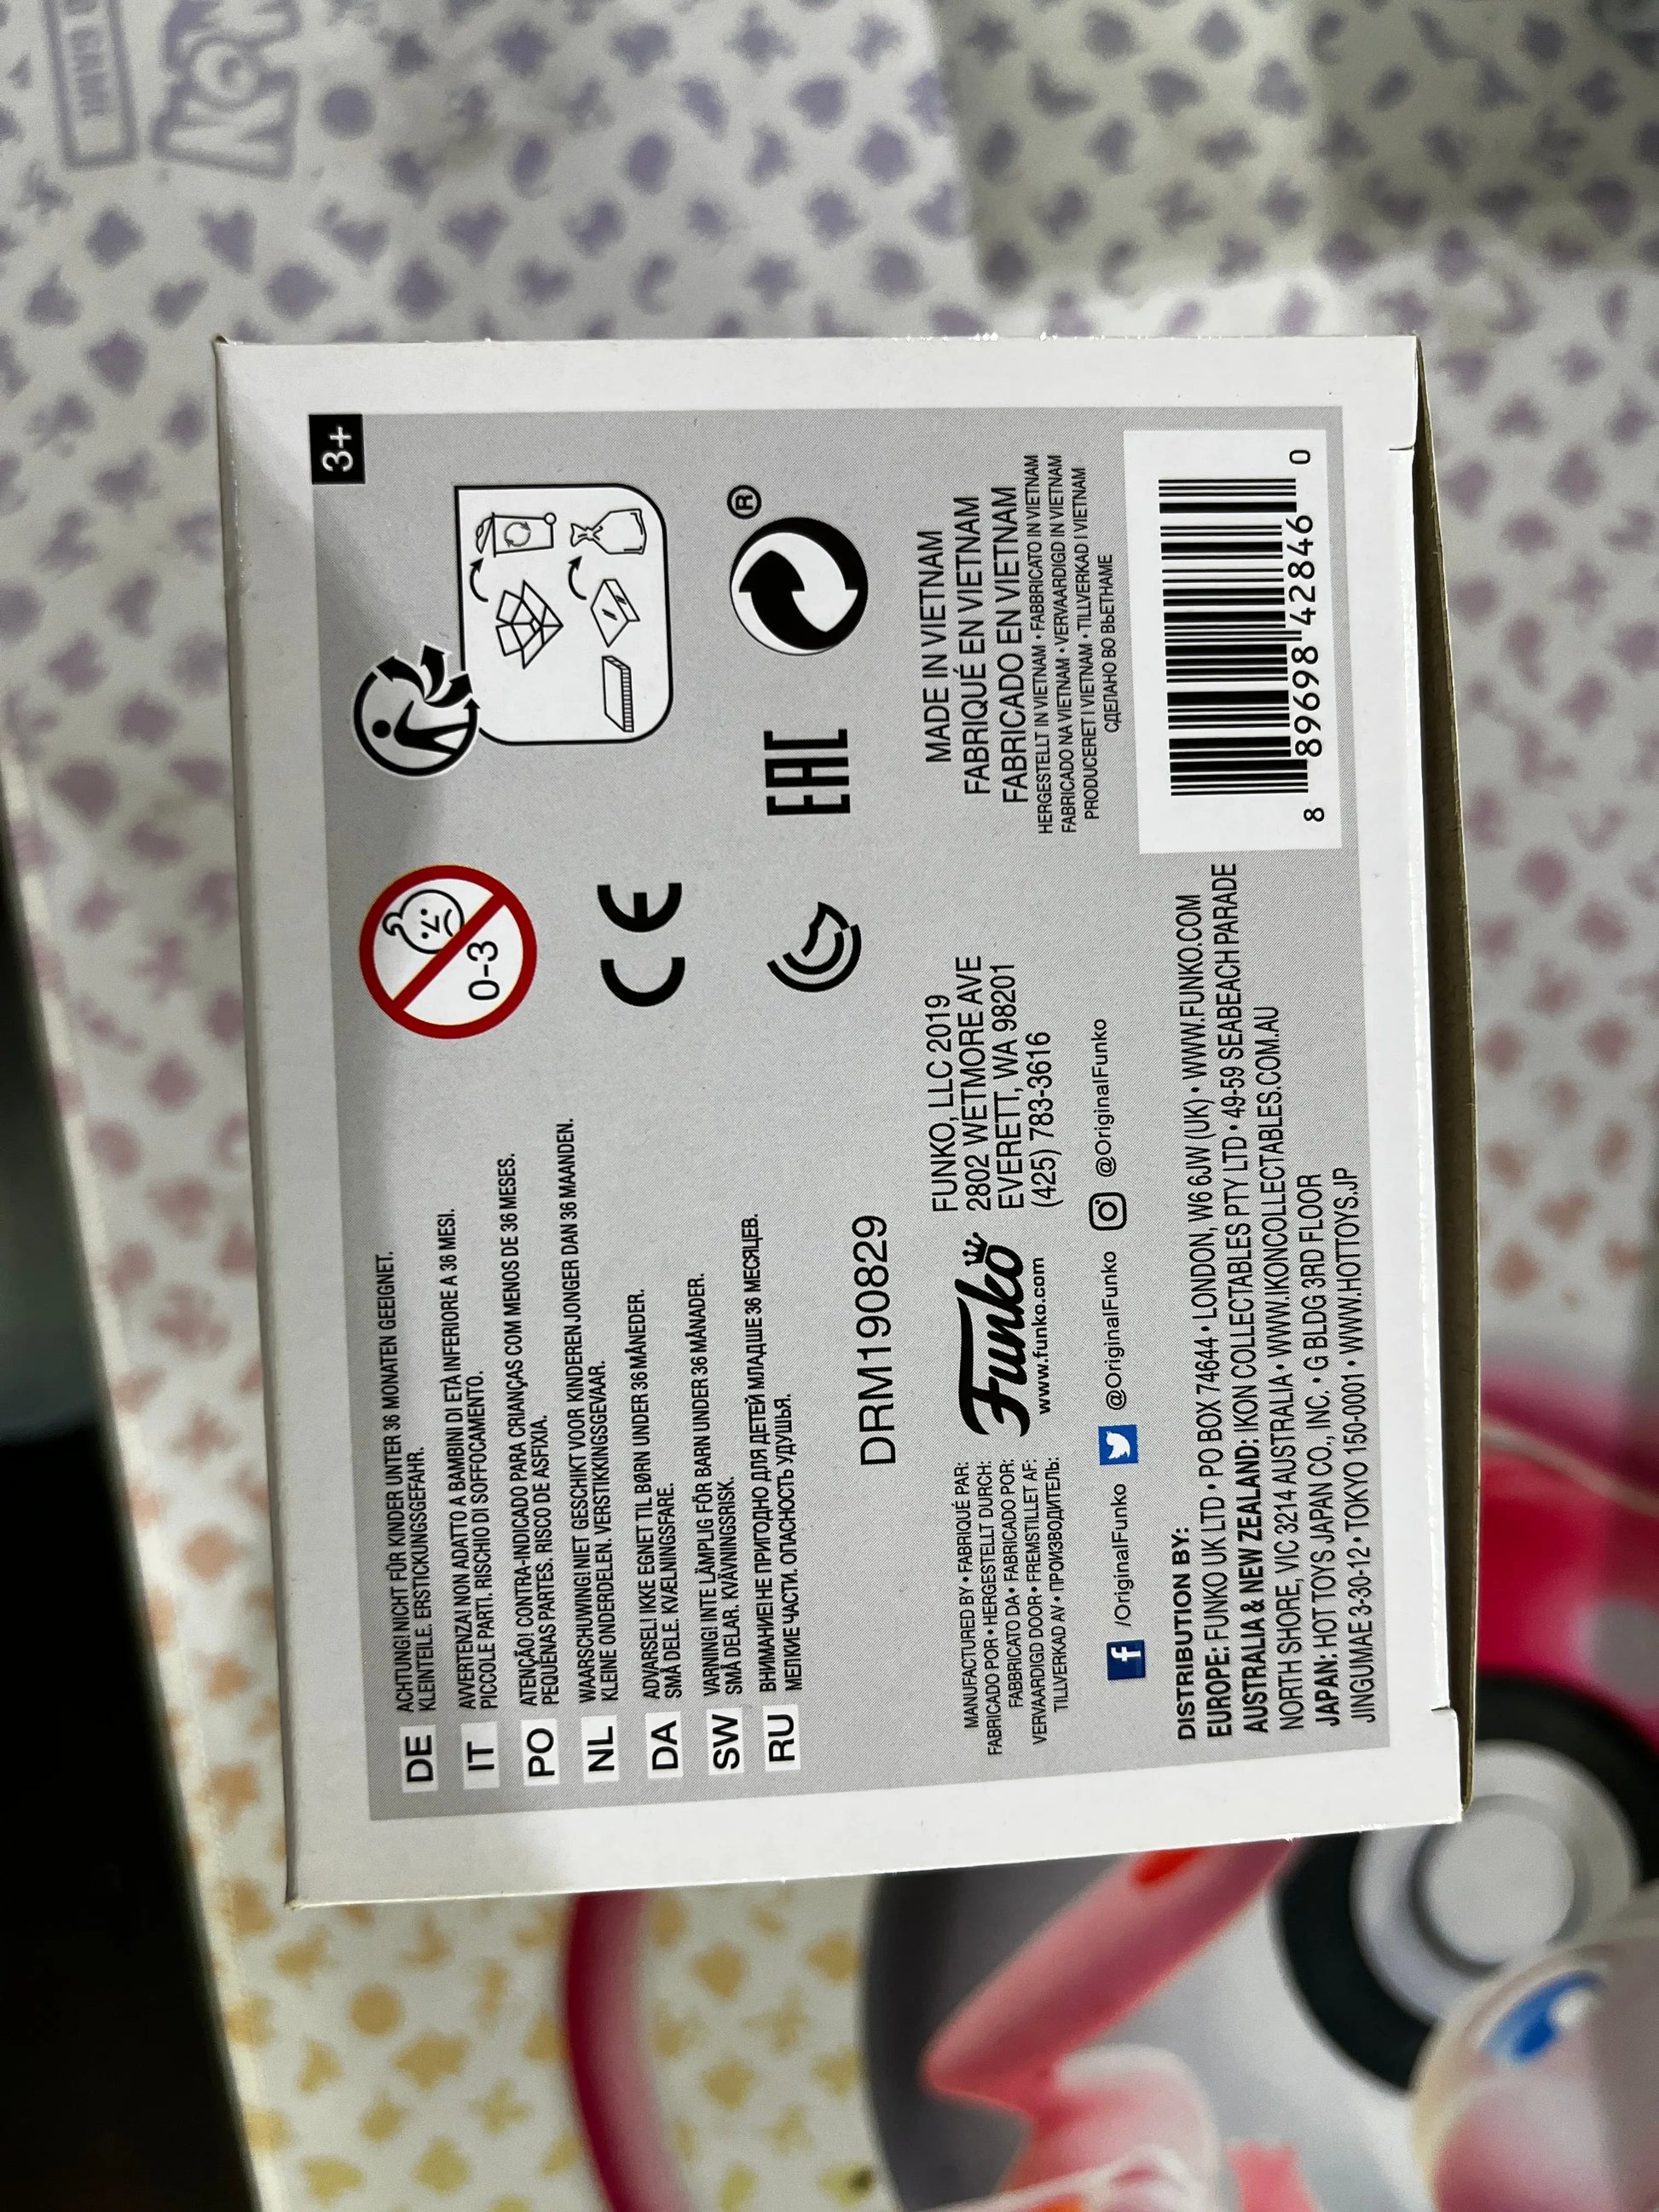 3+
DE
ACHTUNG! NICHT FÜR KINDER UNTER 36 MONATEN GEEIGNET.
KLEINTEILE. ERSTICKUNGSGEFAHR.
IT
AVVERTENZA! NON ADATTO A BAMBINI DI ETÀ INFERIORE A 36 MESI.
PICCOLE PARTI. RISCHIO DI SOFFOCAMENTO.
PO
ATENÇÃO! CONTRA-INDICADO PARA CRIANÇAS COM MENOS DE 36 MESES.
PEQUENAS PARTES. RISCO DE ASFIXIA.
NL
WAARSCHUWING! NIET GESCHIKT VOOR KINDEREN JONGER DAN 36 MAANDEN.
KLEINE ONDERDELEN. VERSTIKKINGSGEVAAR.
DA
ADVARSEL! IKKE EGNET TIL BØRN UNDER 36 MÅNEDER.
SMÅ DELE. KVÆLNINGSFARE.
SW
VARNING! INTE LÄMPLIG FÖR BARN UNDER 36 MÅNADER.
SMÅ DELAR. KVÄVNINGSRISK.
RU
ВНИМАНИЕ! НЕ ПРИГОДНО ДЛЯ ДЕТЕЙ МЛАДШЕ 36 МЕСЯЦЕВ.
МЕЛКИЕ ЧАСТИ. ОПАСНОСТЬ УДУШЬЯ.
0-3
CE
EAC
®
DRM190829
MANUFACTURED BY • FABRIQUÉ PAR:
FABRICADO POR • HERGESTELLT DURCH:
FABBRICATO DA • FABRICADO POR:
VERVAARDIGD DOOR • FREMSTILLET AF:
TILLVERKAD AV • ПРОИЗВОДИТЕЛЬ:
Funko
www.funko.com
FUNKO, LLC 2019
2802 WETMORE AVE
EVERETT, WA 98201
(425) 783-3616
/OriginalFunko @OriginalFunko @OriginalFunko
MADE IN VIETNAM
FABRIQUÉ EN VIETNAM
FABRICADO EN VIETNAM
HERGESTELLT IN VIETNAM • FABBRICATO IN VIETNAM
FABRICADO NA VIETNAM • VERVAARDIGD IN VIETNAM
PRODUCERET I VIETNAM • TILLVERKAD I VIETNAM
СДЕЛАНО ВО ВЬЕТНАМЕ
DISTRIBUTION BY:
EUROPE: FUNKO UK LTD • PO BOX 74644 • LONDON, W6 6JW (UK) • WWW.FUNKO.COM
AUSTRALIA & NEW ZEALAND: IKON COLLECTABLES PTY LTD • 49-59 SEABEACH PARADE
NORTH SHORE, VIC 3214 AUSTRALIA • WWW.IKONCOLLECTABLES.COM.AU
JAPAN: HOT TOYS JAPAN CO., INC. • G BLDG 3RD FLOOR
JINGUMAE 3-30-12 • TOKYO 150-0001 • WWW.HOTTOYS.JP
8 89698 42846 0